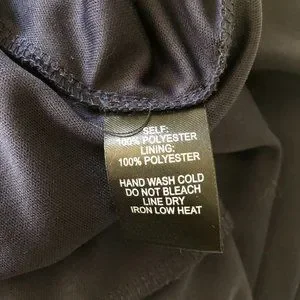 SELF:
100% POLYESTER
LINING:
100% POLYESTER
HAND WASH COLD
DO NOT BLEACH
LINE DRY
IRON LOW HEAT